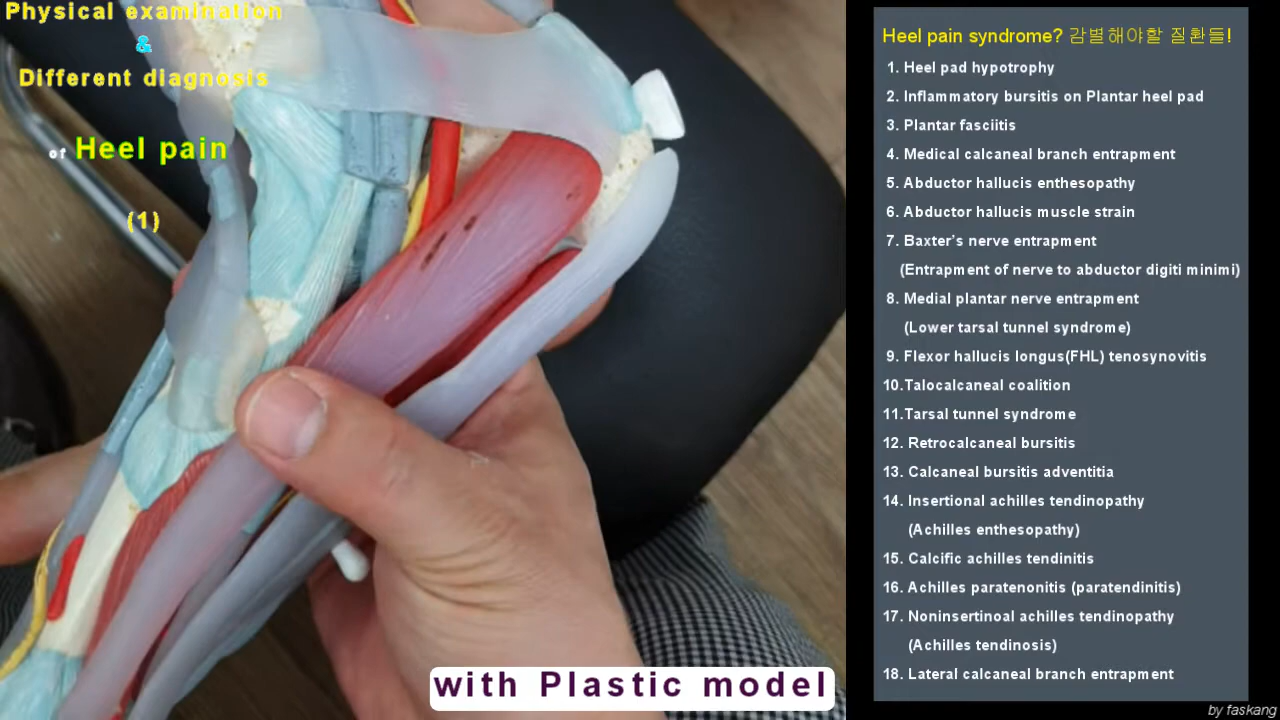 Physical examination
&
Different diagnosis
of Heel pain
(1)
with Plastic model
Heel pain syndrome? 감별해야할 질환들!
1. Heel pad hypotrophy
2. Inflammatory bursitis on Plantar heel pad
3. Plantar fasciitis
4. Medical calcaneal branch entrapment
5. Abductor hallucis enthesopathy
6. Abductor hallucis muscle strain
7. Baxter's nerve entrapment
(Entrapment of nerve to abductor digiti minimi)
8. Medial plantar nerve entrapment
(Lower tarsal tunnel syndrome)
9. Flexor hallucis longus(FHL) tenosynovitis
10.Talocalcaneal coalition
11.Tarsal tunnel syndrome
12. Retrocalcaneal bursitis
13. Calcaneal bursitis adventitia
14. Insertional achilles tendinopathy
(Achilles enthesopathy)
15. Calcific achilles tendinitis
16. Achilles paratenonitis (paratendinitis)
17. Noninsertinoal achilles tendinopathy
(Achilles tendinosis)
18. Lateral calcaneal branch entrapment
by faskang